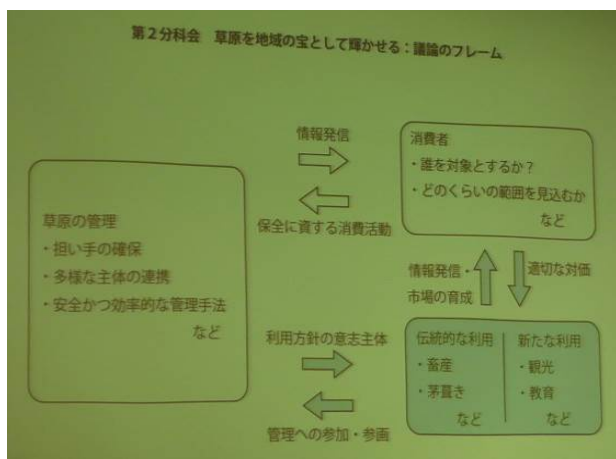 第2分科会　草原を地域の宝として輝かせる：議論のフレーム
情報発信
保全に資する消費活動
消費者
・誰を対象とするか？
・どのくらいの範囲を見込むか
など
草原の管理
・担い手の確保
・多様な主体の連携
・安全かつ効率的な管理手法
など
情報発信・
市場の育成
適切な対価
利用方針の意志主体
管理への参加・参画
伝統的な利用
・畜産
・茅葺き
など
新たな利用
・観光
・教育
など